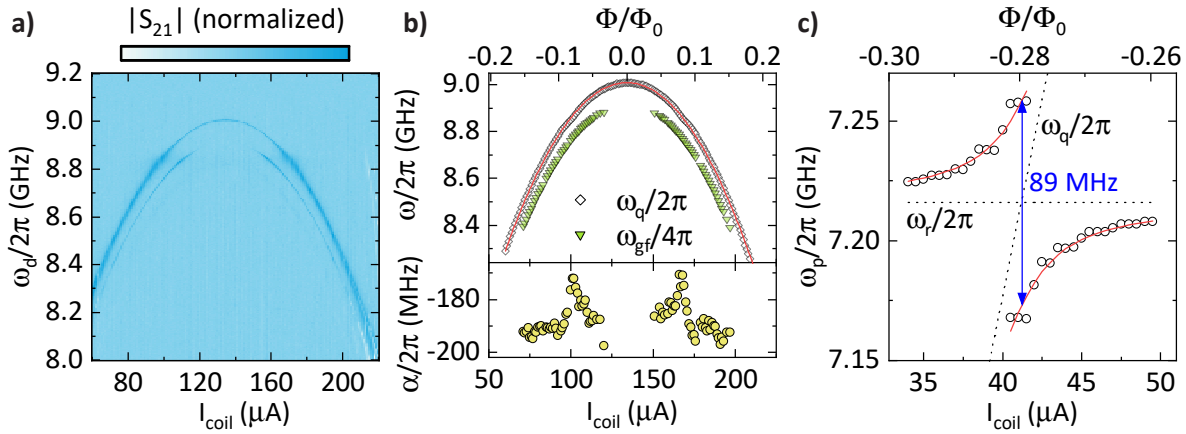 a)
|S21| (normalized)
9.2
9.0
8.8
8.6
8.4
8.2
8.0
ωd/2π (GHz)
80 120 160 200
Icoil (μA)
b)
Φ/Φ0
-0.2 -0.1 0.0 0.1 0.2
9.0
8.8
8.6
8.4
ω/2π (GHz)
ωq/2π
ωgf/4π
-180
-200
α/2π (MHz)
50 100 150 200
Icoil (μA)
c)
Φ/Φ0
-0.30 -0.28 -0.26
7.25
7.20
7.15
ωp/2π (GHz)
ωq/2π
89 MHz
ωr/2π
35 40 45 50
Icoil (μA)